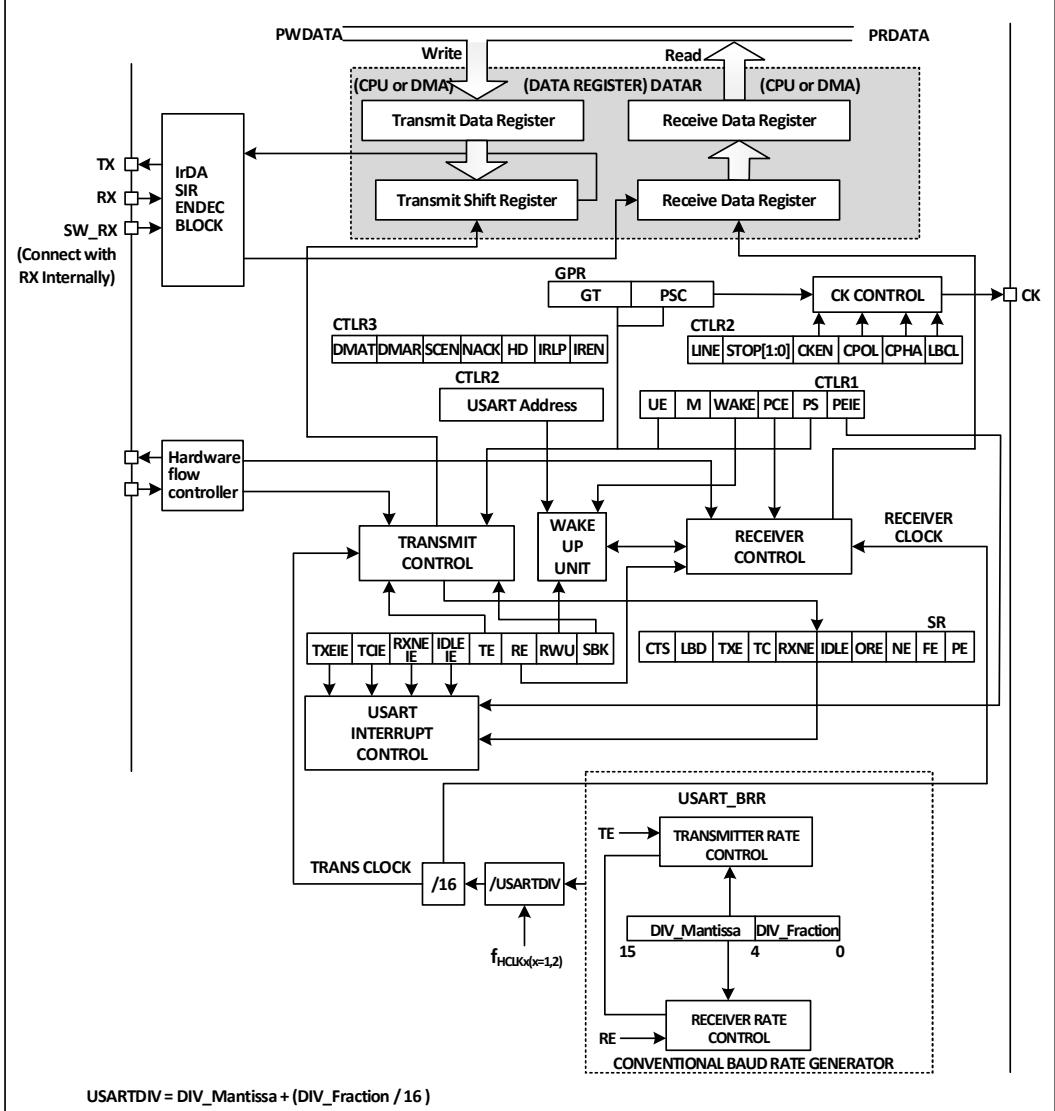 PWDATA
PRDATA
Write
Read
(CPU or DMA)
(DATA REGISTER) DATAR
(CPU or DMA)
Transmit Data Register
Receive Data Register
Transmit Shift Register
Receive Data Register
TX
RX
SW_RX
(Connect with
RX Internally)
IrDA
SIR
ENDEC
BLOCK
GPR
GT
PSC
CK CONTROL
CK
CTLR3
DMAT DMAR SCEN NACK HD IRLP IREN
CTLR2
LINE STOP[1:0] CKEN CPOL CPHA LBCL
CTLR2
USART Address
CTLR1
UE M WAKE PCE PS PEIE
Hardware
flow
controller
TRANSMIT
CONTROL
WAKE
UP
UNIT
RECEIVER
CONTROL
RECEIVER
CLOCK
TXEIE TCIE RXNE IE IDLE IE TE RE RWU SBK
SR
CTS LBD TXE TC RXNE IDLE ORE NE FE PE
USART
INTERRUPT
CONTROL
USART_BRR
TE
TRANSMITTER RATE
CONTROL
TRANS CLOCK
/16
/USARTDIV
fHCLKx(x=1,2)
DIV_Mantissa DIV_Fraction
15 4 0
RE
RECEIVER RATE
CONTROL
CONVENTIONAL BAUD RATE GENERATOR
USARTDIV = DIV_Mantissa + (DIV_Fraction / 16 )